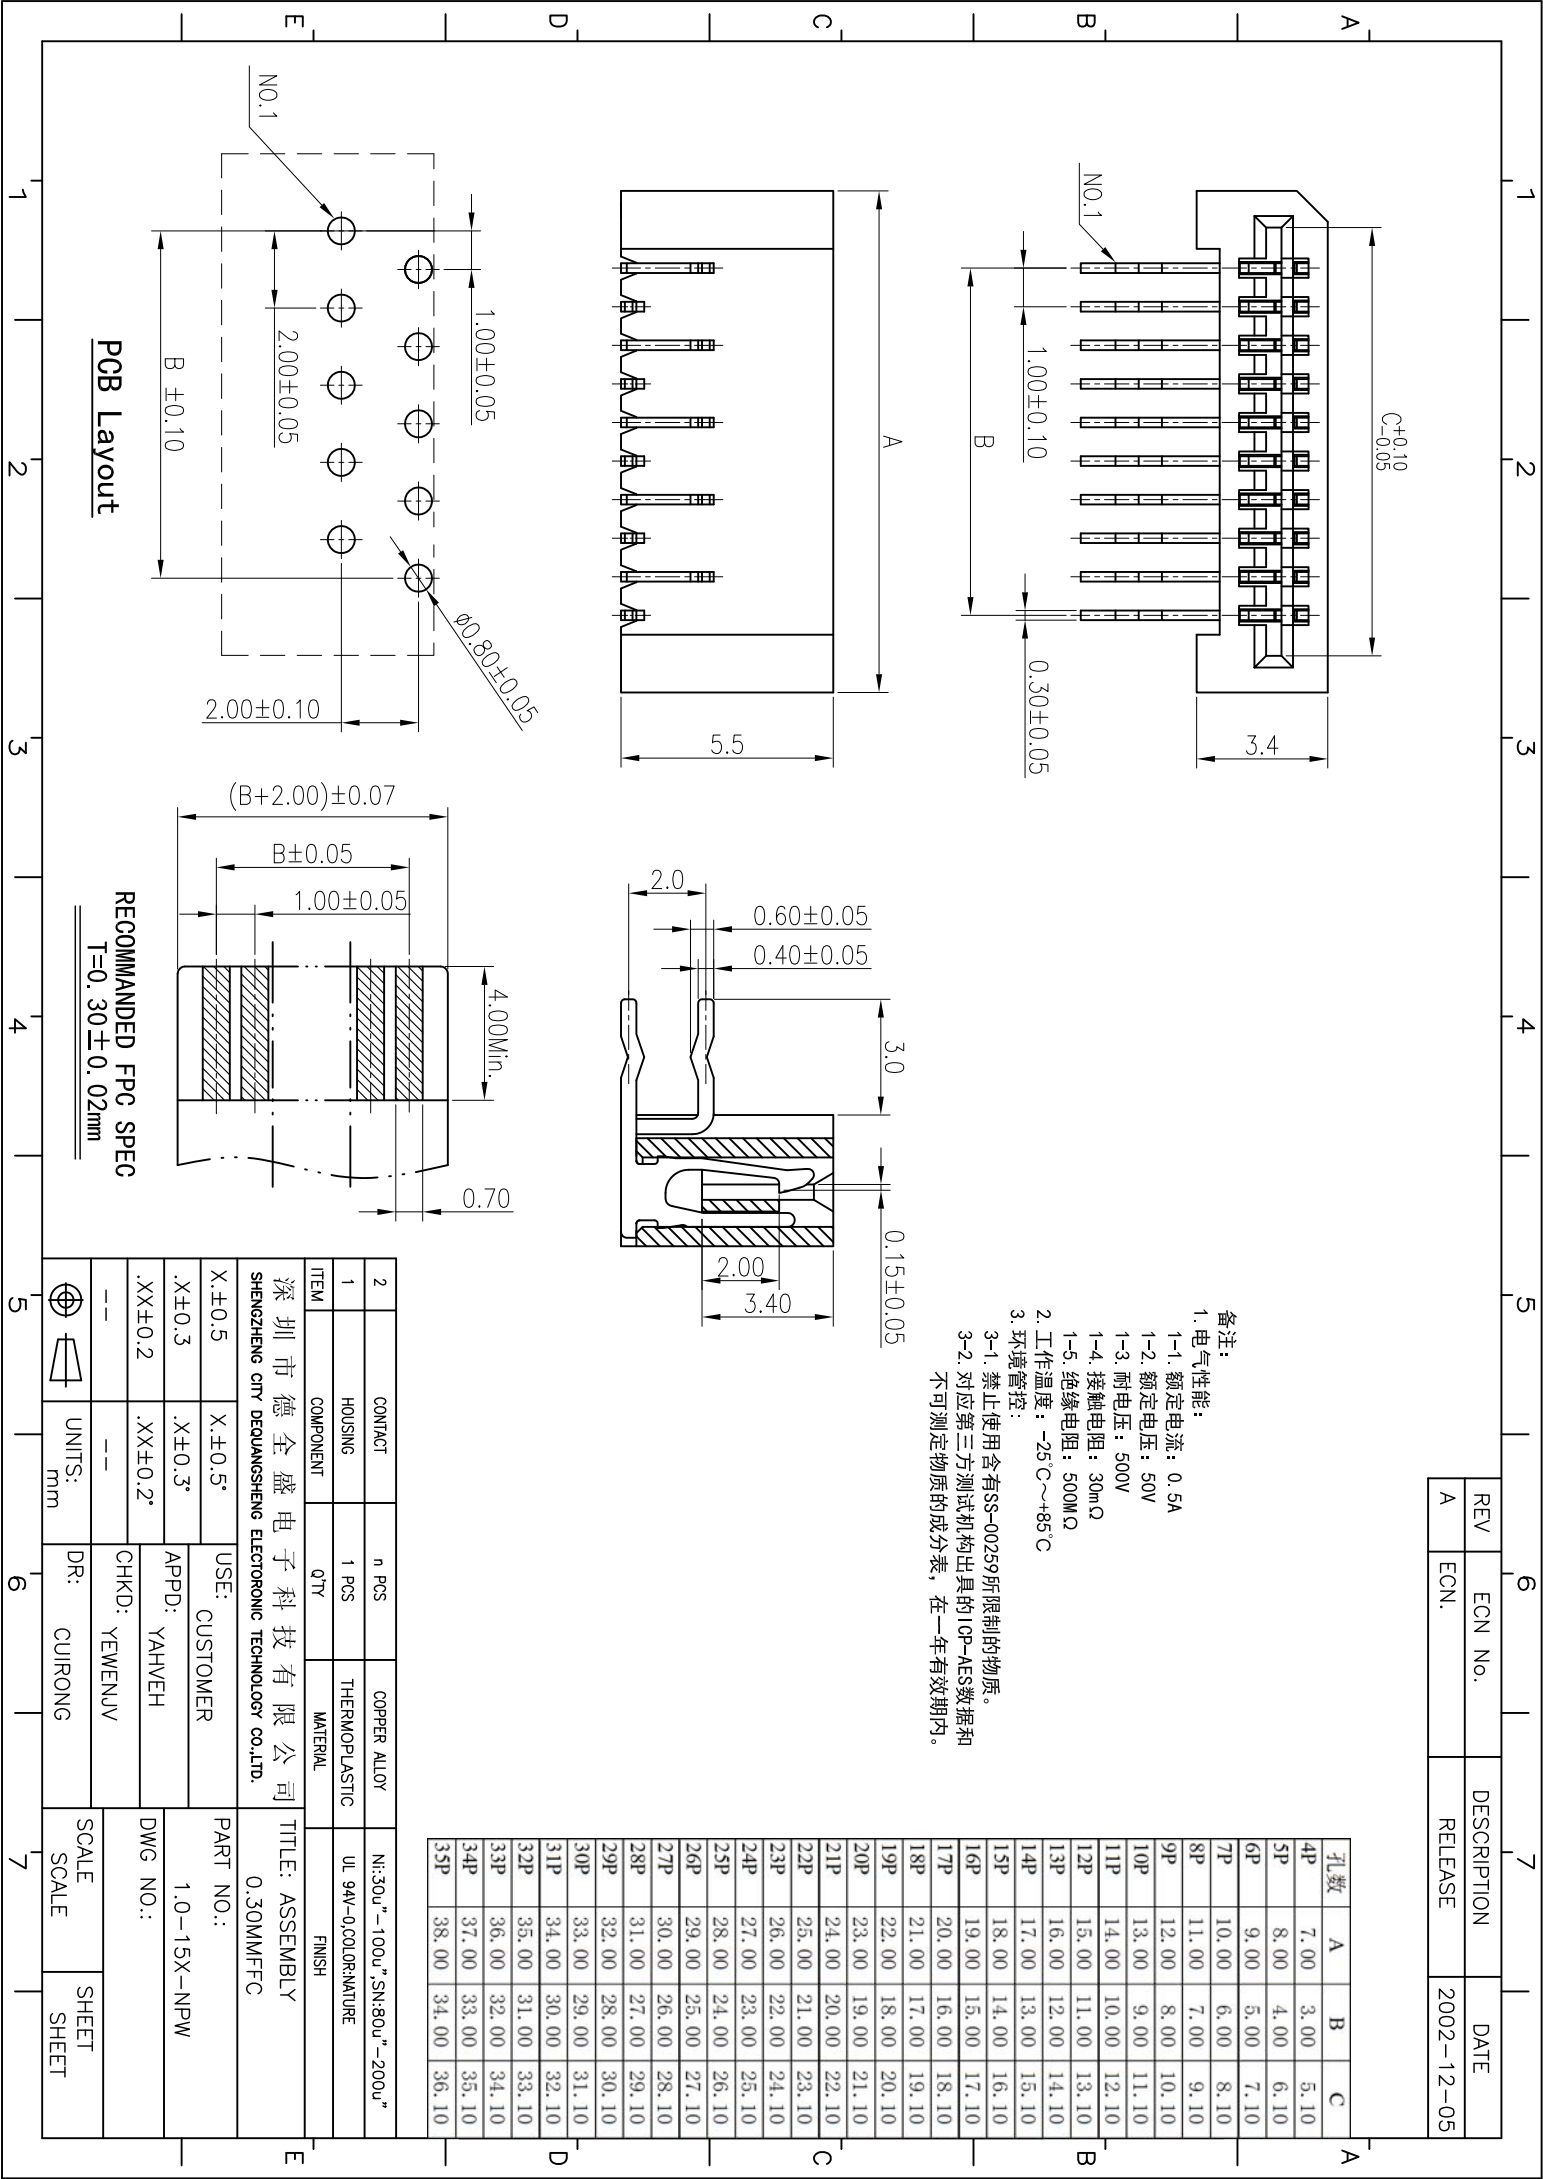 1 2 3 4 5 6 7
A
B
C
D
E
REV ECN No. DESCRIPTION DATE
A ECN. RELEASE 2002-12-05
C+0.10
-0.05
3.4
NO.1
1.00±0.10
B
0.30±0.05
A
5.5
备注:
1. 电气性能:
1-1. 额定电流: 0.5A
1-2. 额定电压: 50V
1-3. 耐电压: 500V
1-4. 接触电阻: 30mΩ
1-5. 绝缘电阻: 500MΩ
2. 工作温度: -25℃~+85℃
3. 环境管控:
3-1. 禁止使用含有SS-00259所限制的物质。
3-2. 对应第三方测试机构出具的ICP-AES数据和
不可测定物质的成分表, 在一年有效期内。
孔数 A B C
4P 7.00 3.00 5.10
5P 8.00 4.00 6.10
6P 9.00 5.00 7.10
7P 10.00 6.00 8.10
8P 11.00 7.00 9.10
9P 12.00 8.00 10.10
10P 13.00 9.00 11.10
11P 14.00 10.00 12.10
12P 15.00 11.00 13.10
13P 16.00 12.00 14.10
14P 17.00 13.00 15.10
15P 18.00 14.00 16.10
16P 19.00 15.00 17.10
17P 20.00 16.00 18.10
18P 21.00 17.00 19.10
19P 22.00 18.00 20.10
20P 23.00 19.00 21.10
21P 24.00 20.00 22.10
22P 25.00 21.00 23.10
23P 26.00 22.00 24.10
24P 27.00 23.00 25.10
25P 28.00 24.00 26.10
26P 29.00 25.00 27.10
27P 30.00 26.00 28.10
28P 31.00 27.00 29.10
29P 32.00 28.00 30.10
30P 33.00 29.00 31.10
31P 34.00 30.00 32.10
32P 35.00 31.00 33.10
33P 36.00 32.00 34.10
34P 37.00 33.00 35.10
35P 38.00 34.00 36.10
2.0
0.60±0.05
0.40±0.05
3.0
0.15±0.05
2.00
3.40
1.00±0.05
NO.1
2.00±0.05
B ±0.10
ø0.80±0.05
2.00±0.10
PCB Layout
(B+2.00)±0.07
B±0.05
1.00±0.05
4.00Min.
0.70
RECOMMANDED FPC SPEC
T=0.30±0.02mm
2 CONTACT n PCS COPPER ALLOY Ni:30u"-100u",SN:80u"-200u"
1 HOUSING 1 PCS THERMOPLASTIC UL 94V-0,COLOR:NATURE
ITEM COMPONENT Q'TY MATERIAL FINISH
深圳市德全盛电子科技有限公司
SHENGZHENG CITY DEQUANGSHENG ELECTORONIC TECHNOLOGY CO.,LTD.
TITLE: ASSEMBLY
0.30MMFFC
X.±0.5 X.±0.5°
.X±0.3 .X±0.3°
.XX±0.2 .XX±0.2°
-- --
UNITS:
mm
USE: CUSTOMER
APPD: YAHVEH
CHKD: YEWENJV
DR: CUIRONG
PART NO.:
1.0-15X-NPW
DWG NO.:
SCALE
SCALE
SHEET
SHEET
A
B
C
D
E
1 2 3 4 5 6 7